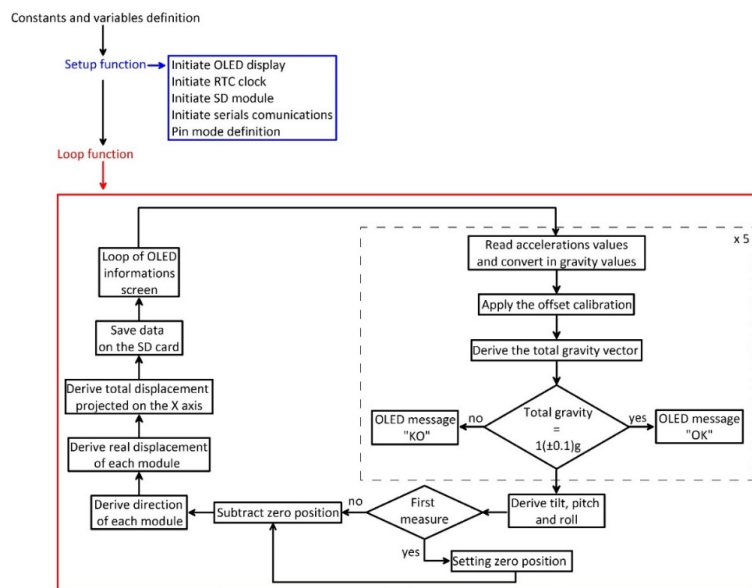 Constants and variables definition
Setup function
Initiate OLED display
Initiate RTC clock
Initiate SD module
Initiate serials comunications
Pin mode definition
Loop function
x 5
Read accelerations values
and convert in gravity values
Apply the offset calibration
Derive the total gravity vector
Total gravity
=
1(±0.1)g
no
OLED message
"KO"
yes
OLED message
"OK"
Derive tilt, pitch
and roll
First
measure
no
yes
Setting zero position
Subtract zero position
Derive direction
of each module
Derive real displacement
of each module
Derive total displacement
projected on the X axis
Save data
on the SD card
Loop of OLED
informations
screen